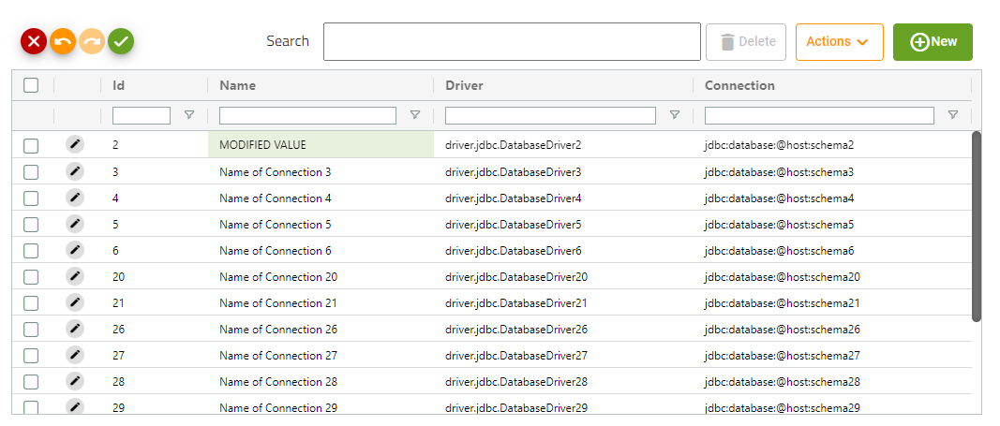 Search Delete Actions New
Id Name Driver Connection
2 MODIFIED VALUE driver.jdbc.DatabaseDriver2 jdbc:database:@host:schema2
3 Name of Connection 3 driver.jdbc.DatabaseDriver3 jdbc:database:@host:schema3
4 Name of Connection 4 driver.jdbc.DatabaseDriver4 jdbc:database:@host:schema4
5 Name of Connection 5 driver.jdbc.DatabaseDriver5 jdbc:database:@host:schema5
6 Name of Connection 6 driver.jdbc.DatabaseDriver6 jdbc:database:@host:schema6
20 Name of Connection 20 driver.jdbc.DatabaseDriver20 jdbc:database:@host:schema20
21 Name of Connection 21 driver.jdbc.DatabaseDriver21 jdbc:database:@host:schema21
26 Name of Connection 26 driver.jdbc.DatabaseDriver26 jdbc:database:@host:schema26
27 Name of Connection 27 driver.jdbc.DatabaseDriver27 jdbc:database:@host:schema27
28 Name of Connection 28 driver.jdbc.DatabaseDriver28 jdbc:database:@host:schema28
29 Name of Connection 29 driver.jdbc.DatabaseDriver29 jdbc:database:@host:schema29